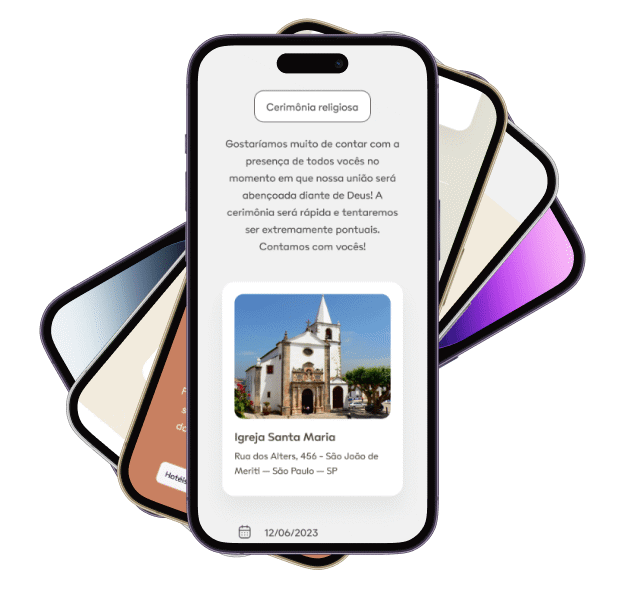 Cerimônia religiosa
Gostaríamos muito de contar com a
presença de todos vocês no
momento em que nossa união será
abençoada diante de Deus! A
cerimônia será rápida e tentaremos
ser extremamente pontuais.
Contamos com vocês!
Igreja Santa Maria
Rua dos Alters, 456 - São João de
Meriti — São Paulo — SP
12/06/2023